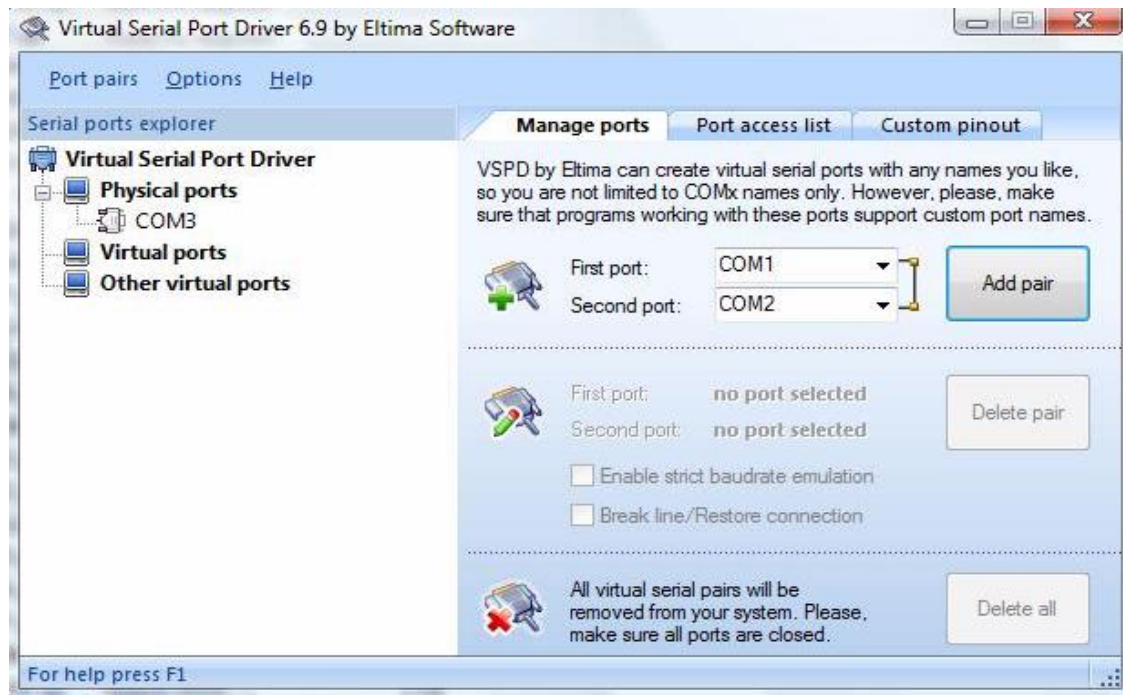 Virtual Serial Port Driver 6.9 by Eltima Software
Port pairs Options Help
Serial ports explorer
Virtual Serial Port Driver
Physical ports
COM3
Virtual ports
Other virtual ports
Manage ports Port access list Custom pinout
VSPD by Eltima can create virtual serial ports with any names you like,
so you are not limited to COMx names only. However, please, make
sure that programs working with these ports support custom port names.
First port: COM1
Second port: COM2
Add pair
First port: no port selected
Second port: no port selected
Delete pair
Enable strict baudrate emulation
Break line/Restore connection
All virtual serial pairs will be
removed from your system. Please,
make sure all ports are closed.
Delete all
For help press F1